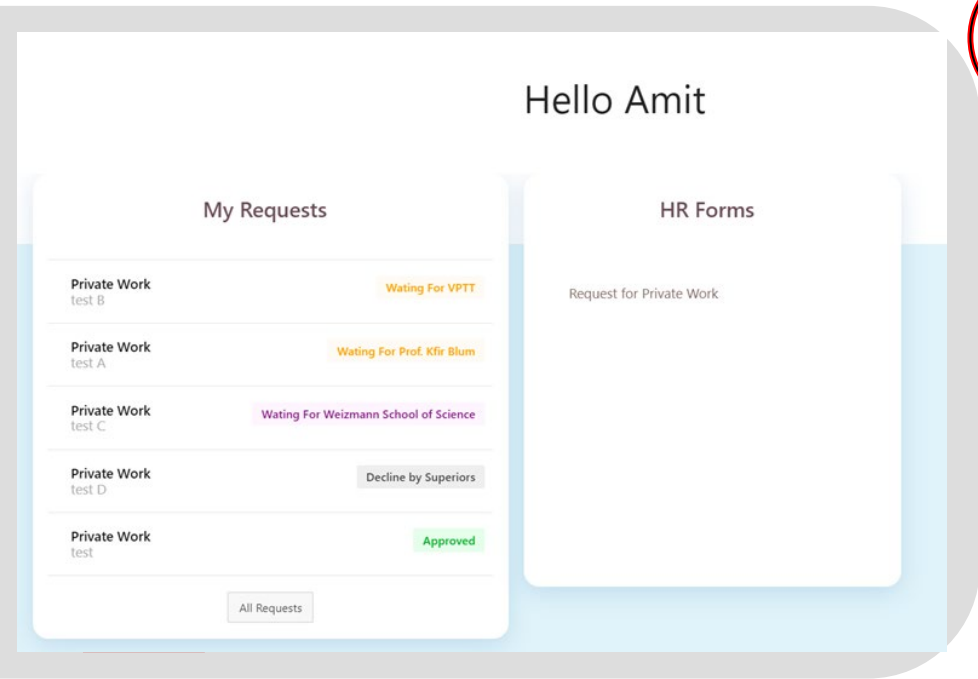 Hello Amit
My Requests
Private Work
test B
Wating For VPTT
Private Work
test A
Wating For Prof. Kfir Blum
Private Work
test C
Wating For Weizmann School of Science
Private Work
test D
Decline by Superiors
Private Work
test
Approved
All Requests
HR Forms
Request for Private Work